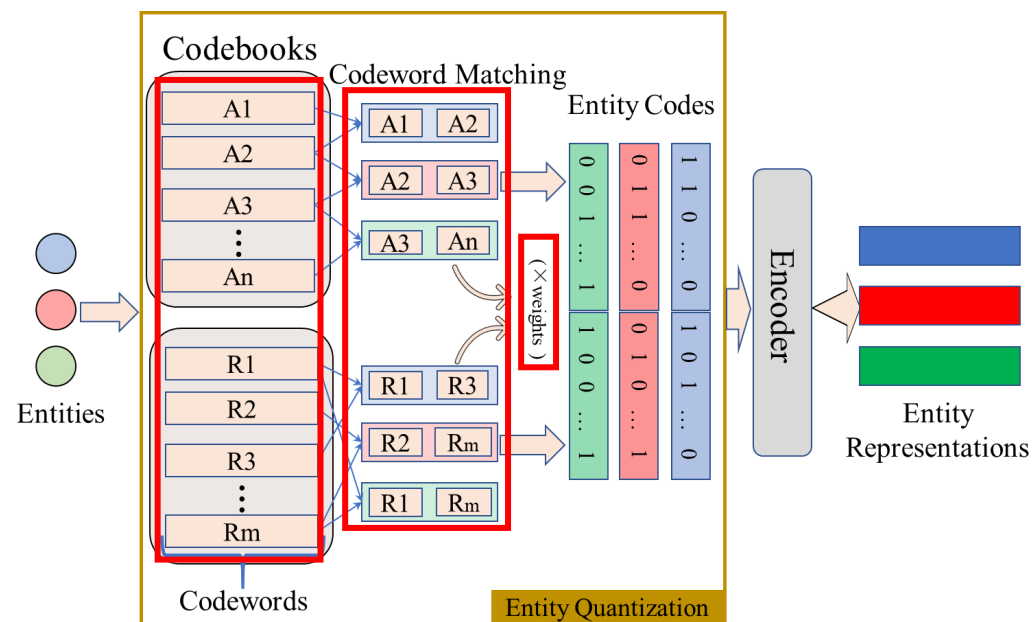 Codebooks
Codeword Matching
Entity Codes
A1
A2
A3
⋮
An
R1
R2
R3
⋮
Rm
Codewords
A1 A2
A2 A3
A3 An
R1 R3
R2 Rm
R1 Rm
(×weights)
0 0 1 … 1
0 1 1 … 0
1 1 0 … 0
1 0 0 … 1
0 1 0 … 1
1 0 1 … 0
Entities
Encoder
Entity
Representations
Entity Quantization